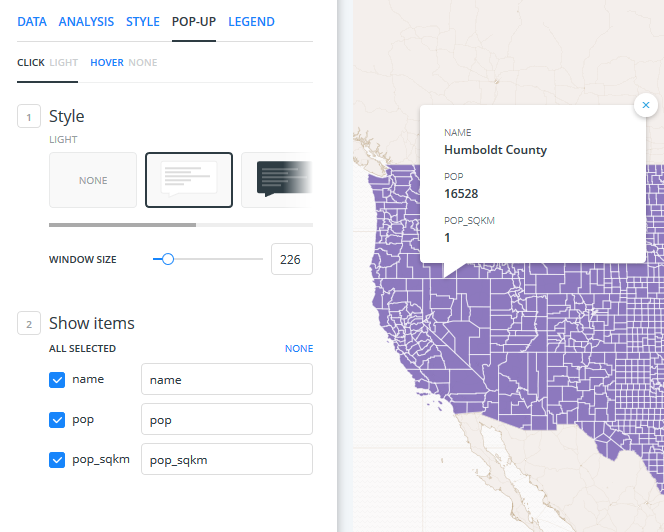 DATA ANALYSIS STYLE POP-UP LEGEND
CLICK LIGHT HOVER NONE
1 Style
LIGHT
NONE
WINDOW SIZE 226
2 Show items
ALL SELECTED NONE
name name
pop pop
pop_sqkm pop_sqkm
NAME
Humboldt County
POP
16528
POP_SQKM
1